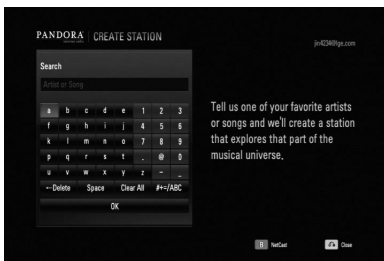 PANDORA | CREATE STATION
jin4234@lge.com
Search
Artist or Song
a b c d e 1 2 3
f g h i j 4 5 6
k l m n o 7 8 9
p q r s t . @ 0
u v w x y z - _
←Delete Space Clear All #+=/ABC
OK
Tell us one of your favorite artists
or songs and we'll create a station
that explores that part of the
musical universe.
B NetCast Close